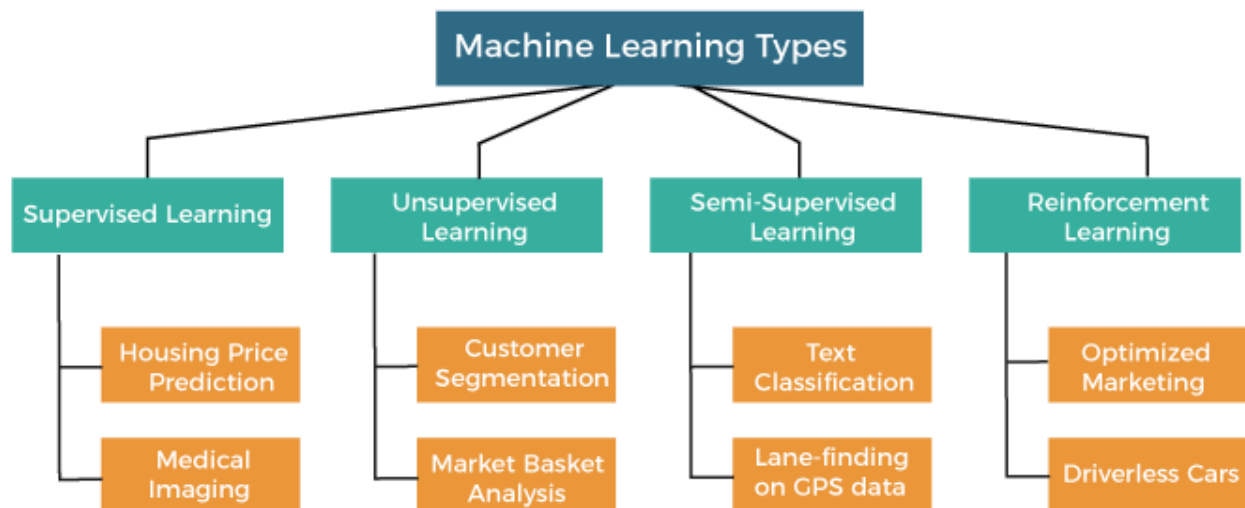 Machine Learning Types
Supervised Learning
Unsupervised
Learning
Semi-Supervised
Learning
Reinforcement
Learning
Housing Price
Prediction
Customer
Segmentation
Text
Classification
Optimized
Marketing
Medical
Imaging
Market Basket
Analysis
Lane-finding
on GPS data
Driverless Cars